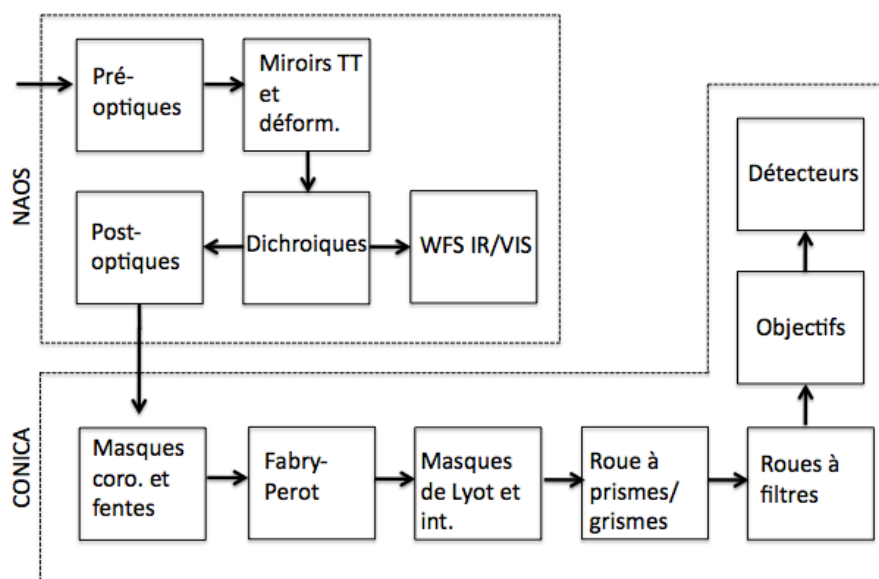 NAOS
Pré-
optiques
Miroirs TT
et
déform.
Post-
optiques
Dichroiques
WFS IR/VIS
Détecteurs
Objectifs
CONICA
Masques
coro. et
fentes
Fabry-
Perot
Masques
de Lyot et
int.
Roue à
prismes/
grismes
Roues à
filtres